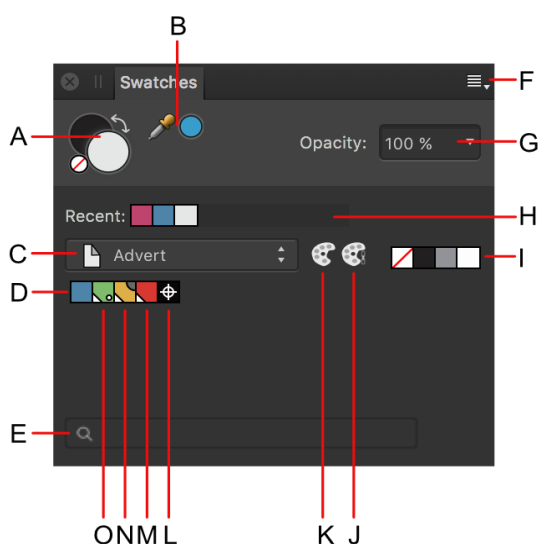 B
Swatches
F
A
Opacity: 100 %
G
Recent:
H
C
Advert
I
D
E
O N M L K J